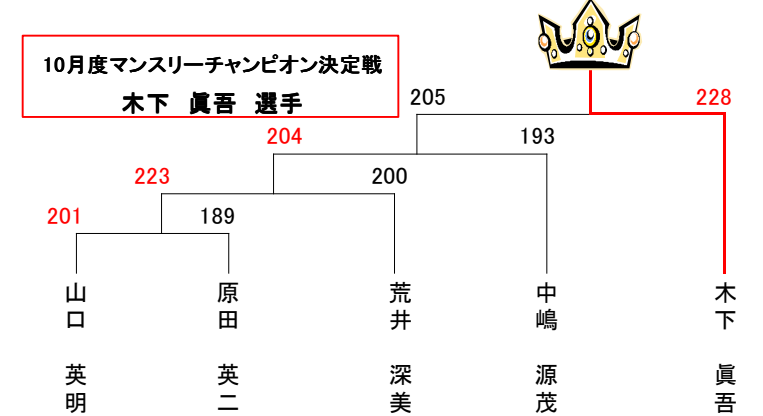 10月度マンスリーチャンピオン決定戦
木下 眞吾 選手
205
228
204
193
223
200
201
189
山口 英明
原田 英二
荒井 深美
中嶋 源茂
木下 眞吾